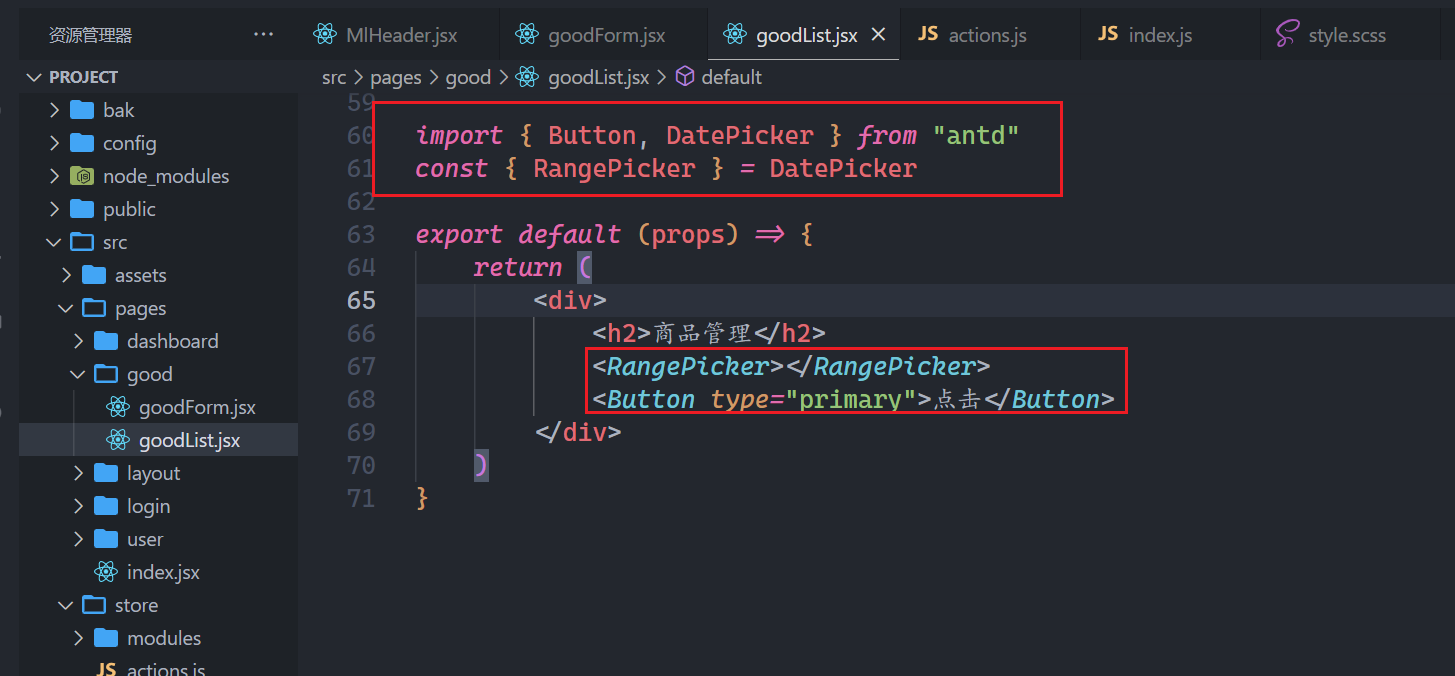 资源管理器 ···
MlHeader.jsx
goodForm.jsx
goodList.jsx
JS actions.js
JS index.js
style.scss
PROJECT
src > pages > good > goodList.jsx > default
bak
config
node_modules
public
src
assets
pages
dashboard
good
goodForm.jsx
goodList.jsx
layout
login
user
index.jsx
store
modules
JS actions.js
59
60 import { Button, DatePicker } from "antd"
61 const { RangePicker } = DatePicker
62
63 export default (props) => {
64 return (
65 <div>
66 <h2>商品管理</h2>
67 <RangePicker></RangePicker>
68 <Button type="primary">点击</Button>
69 </div>
70 )
71 }